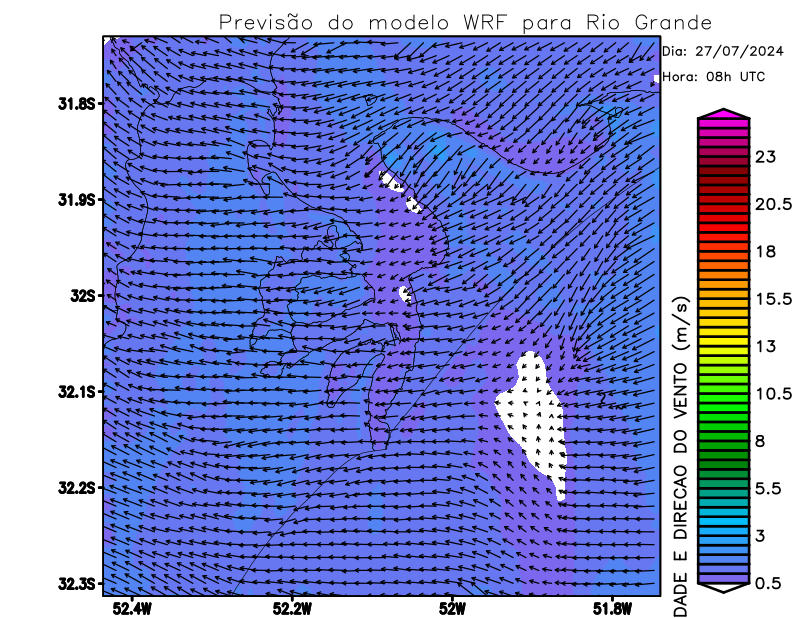 Previsão do modelo WRF para Rio Grande
Dia: 27/07/2024
Hora: 08h UTC
31.8S
31.9S
32S
32.1S
32.2S
32.3S
52.4W
52.2W
52W
51.8W
23
20.5
18
15.5
13
10.5
8
5.5
3
0.5
DADE E DIRECAO DO VENTO (m/s)